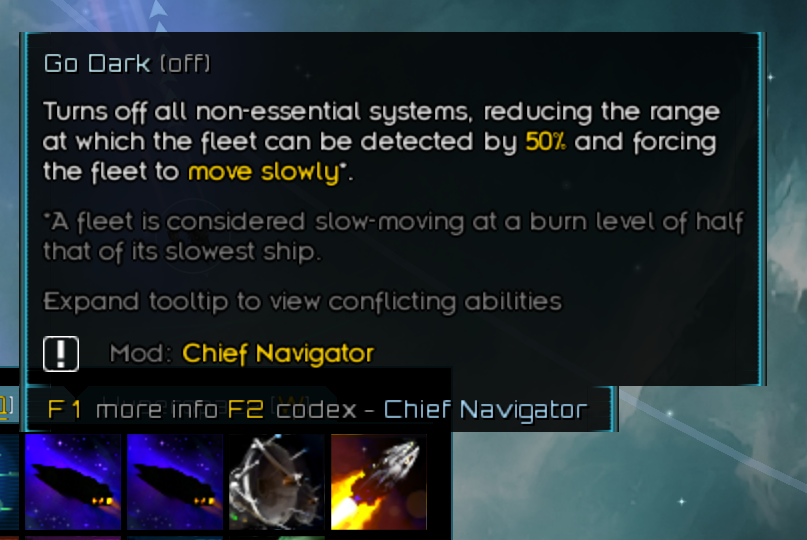 Go Dark (off)
Turns off all non-essential systems, reducing the range
at which the fleet can be detected by 50% and forcing
the fleet to move slowly*.
*A fleet is considered slow-moving at a burn level of half
that of its slowest ship.
Expand tooltip to view conflicting abilities
! Mod: Chief Navigator
F1 more info F2 codex - Chief Navigator